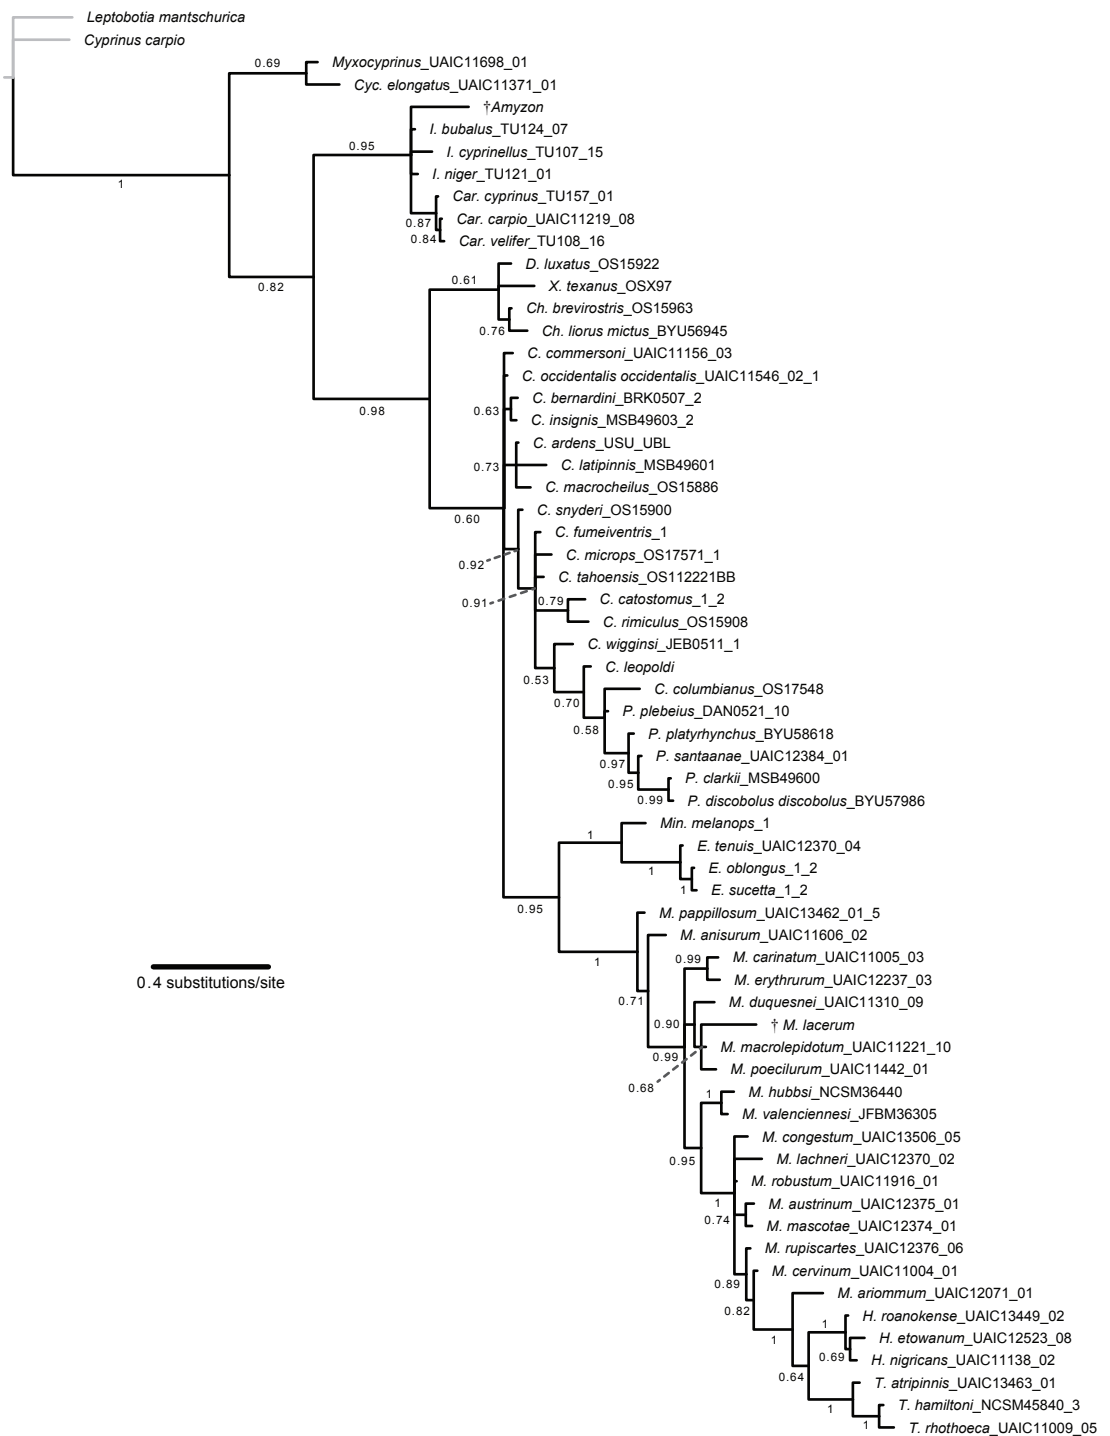 Leptobotia mantschurica
Cyprinus carpio
0.69
Myxocyprinus_UAIC11698_01
Cyc. elongatus_UAIC11371_01
†Amyzon
I. bubalus_TU124_07
0.95
I. cyprinellus_TU107_15
I. niger_TU121_01
1
Car. cyprinus_TU157_01
0.87
Car. carpio_UAIC11219_08
0.84
Car. velifer_TU108_16
D. luxatus_OS15922
0.61
X. texanus_OSX97
0.82
Ch. brevirostris_OS15963
0.76
Ch. liorus mictus_BYU56945
C. commersoni_UAIC11156_03
C. occidentalis occidentalis_UAIC11546_02_1
C. bernardini_BRK0507_2
0.98
0.63
C. insignis_MSB49603_2
C. ardens_USU_UBL
0.73
C. latipinnis_MSB49601
C. macrocheilus_OS15886
C. snyderi_OS15900
0.60
C. fumeiventris_1
C. microps_OS17571_1
0.92
C. tahoensis_OS112221BB
0.91
0.79
C. catostomus_1_2
C. rimiculus_OS15908
C. wigginsi_JEB0511_1
C. leopoldi
0.53
C. columbianus_OS17548
0.70
P. plebeius_DAN0521_10
0.58
P. platyrhynchus_BYU58618
P. santaanae_UAIC12384_01
0.97
P. clarkii_MSB49600
0.95
P. discobolus discobolus_BYU57986
0.99
Min. melanops_1
1
E. tenuis_UAIC12370_04
E. oblongus_1_2
1
E. sucetta_1_2
1
0.95
M. pappillosum_UAIC13462_01_5
M. anisurum_UAIC11606_02
M. carinatum_UAIC11005_03
0.99
1
M. erythrurum_UAIC12237_03
0.4 substitutions/site
0.71
M. duquesnei_UAIC11310_09
0.90
† M. lacerum
M. macrolepidotum_UAIC11221_10
0.99
M. poecilurum_UAIC11442_01
0.68
M. hubbsi_NCSM36440
1
M. valenciennesi_JFBM36305
M. congestum_UAIC13506_05
M. lachneri_UAIC12370_02
0.95
M. robustum_UAIC11916_01
M. austrinum_UAIC12375_01
1
0.74
M. mascotae_UAIC12374_01
M. rupiscartes_UAIC12376_06
M. cervinum_UAIC11004_01
0.89
M. ariommum_UAIC12071_01
0.82
H. roanokense_UAIC13449_02
1
H. etowanum_UAIC12523_08
1
0.69
H. nigricans_UAIC11138_02
0.64
T. atripinnis_UAIC13463_01
T. hamiltoni_NCSM45840_3
1
1
T. rhothoeca_UAIC11009_05